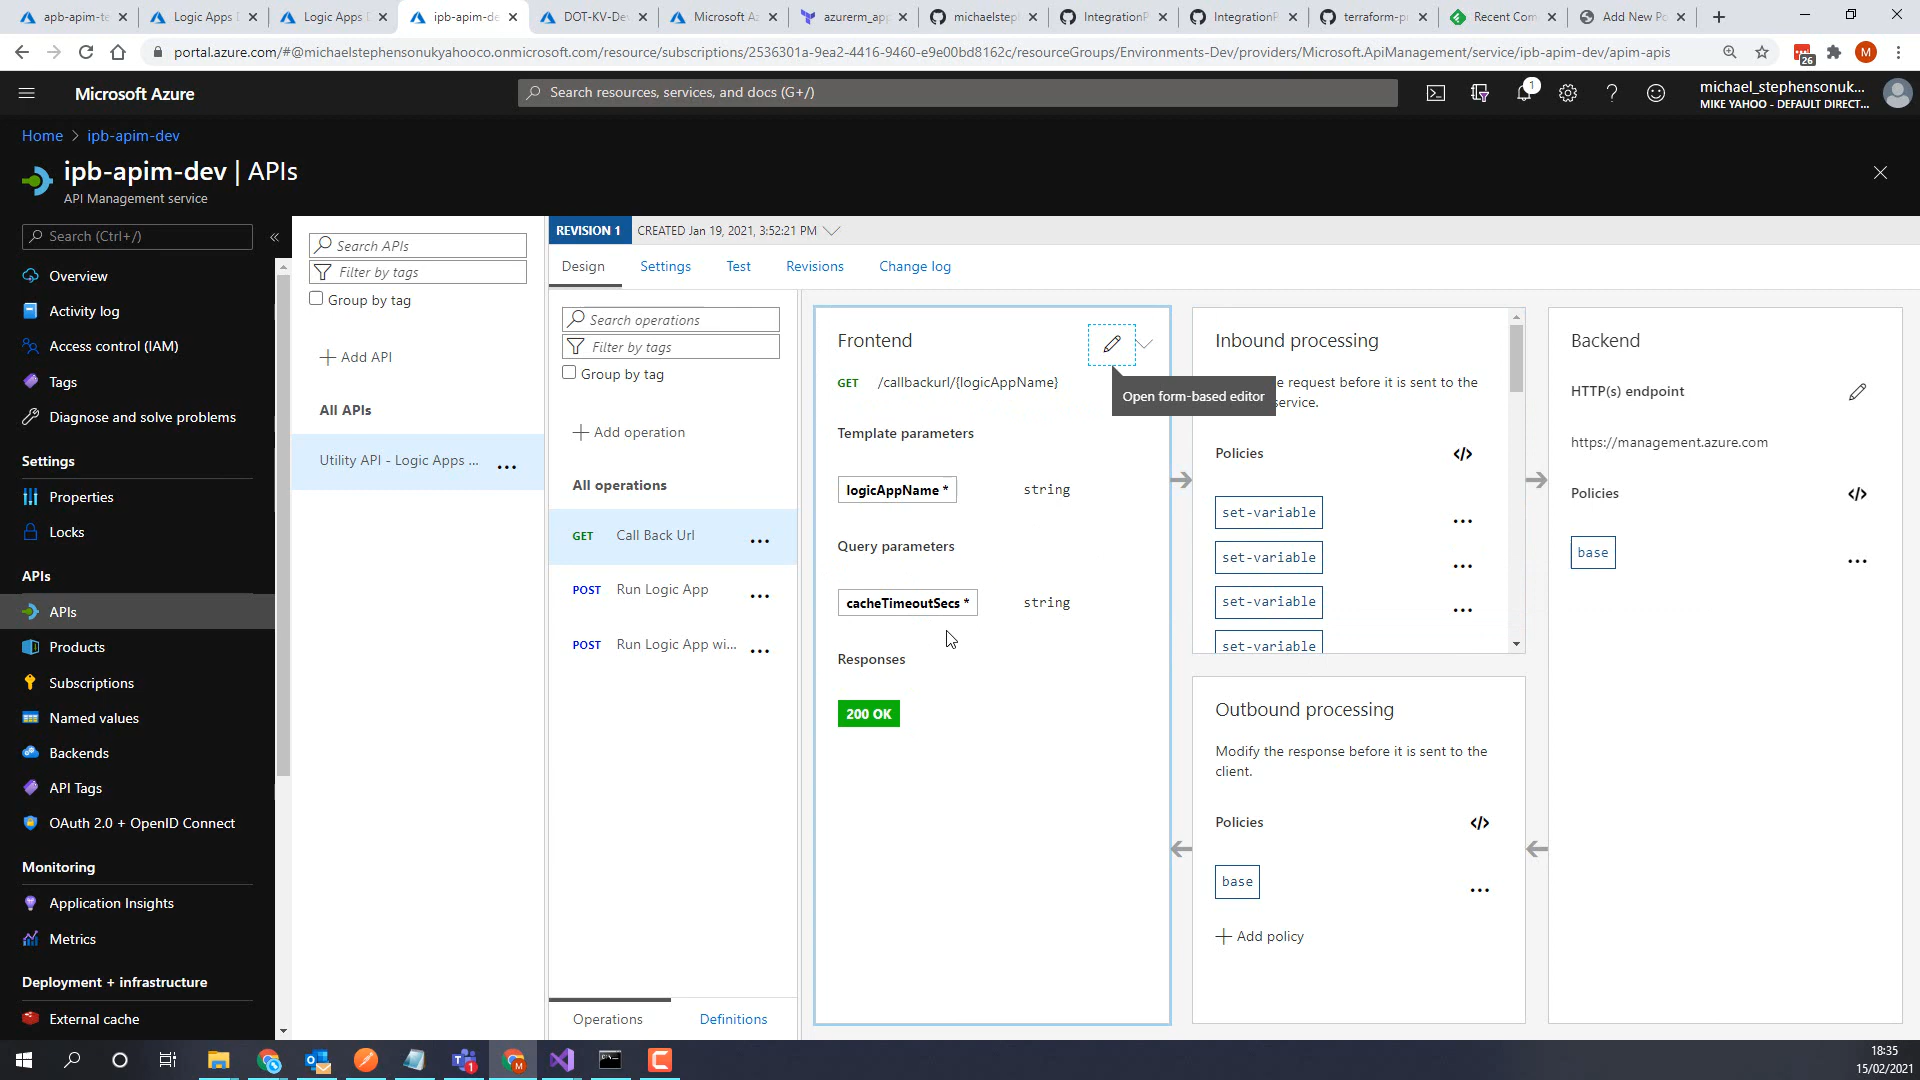 apb-apim-te
Logic Apps D
Logic Apps D
ipb-apim-de
DOT-KV-De
Microsoft Az
azurerm_app
michaelsteph
IntegrationP
IntegrationP
terraform-p
Recent Com
Add New Po
portal.azure.com/#@michaelstephensonukyahooco.onmicrosoft.com/resource/subscriptions/2536301a-9ea2-4416-9460-e9e00bd8162c/resourceGroups/Environments-Dev/providers/Microsoft.ApiManagement/service/ipb-apim-dev/apim-apis
26
M
Microsoft Azure
Search resources, services, and docs (G+/)
1
michael_stephensonuk...
MIKE YAHOO - DEFAULT DIRECT...
Home > ipb-apim-dev
ipb-apim-dev | APIs
API Management service
Search (Ctrl+/)
«
Overview
Activity log
Access control (IAM)
Tags
Diagnose and solve problems
Settings
Properties
Locks
APIs
APIs
Products
Subscriptions
Named values
Backends
API Tags
OAuth 2.0 + OpenID Connect
Monitoring
Application Insights
Metrics
Deployment + infrastructure
External cache
Search APIs
Filter by tags
Group by tag
+ Add API
All APIs
Utility API - Logic Apps ...
...
REVISION 1
CREATED Jan 19, 2021, 3:52:21 PM
Design
Settings
Test
Revisions
Change log
Search operations
Filter by tags
Group by tag
+ Add operation
All operations
GET Call Back Url ...
POST Run Logic App ...
POST Run Logic App wi... ...
Operations
Definitions
Frontend
GET /callbackurl/{logicAppName}
Open form-based editor
Template parameters
logicAppName * string
Query parameters
cacheTimeoutSecs * string
Responses
200 OK
Inbound processing
e request before it is sent to the
service.
Policies </>
set-variable ...
set-variable ...
set-variable ...
set-variable
Outbound processing
Modify the response before it is sent to the
client.
Policies </>
base ...
+ Add policy
Backend
HTTP(s) endpoint
https://management.azure.com
Policies </>
base ...
1
M
18:35
15/02/2021